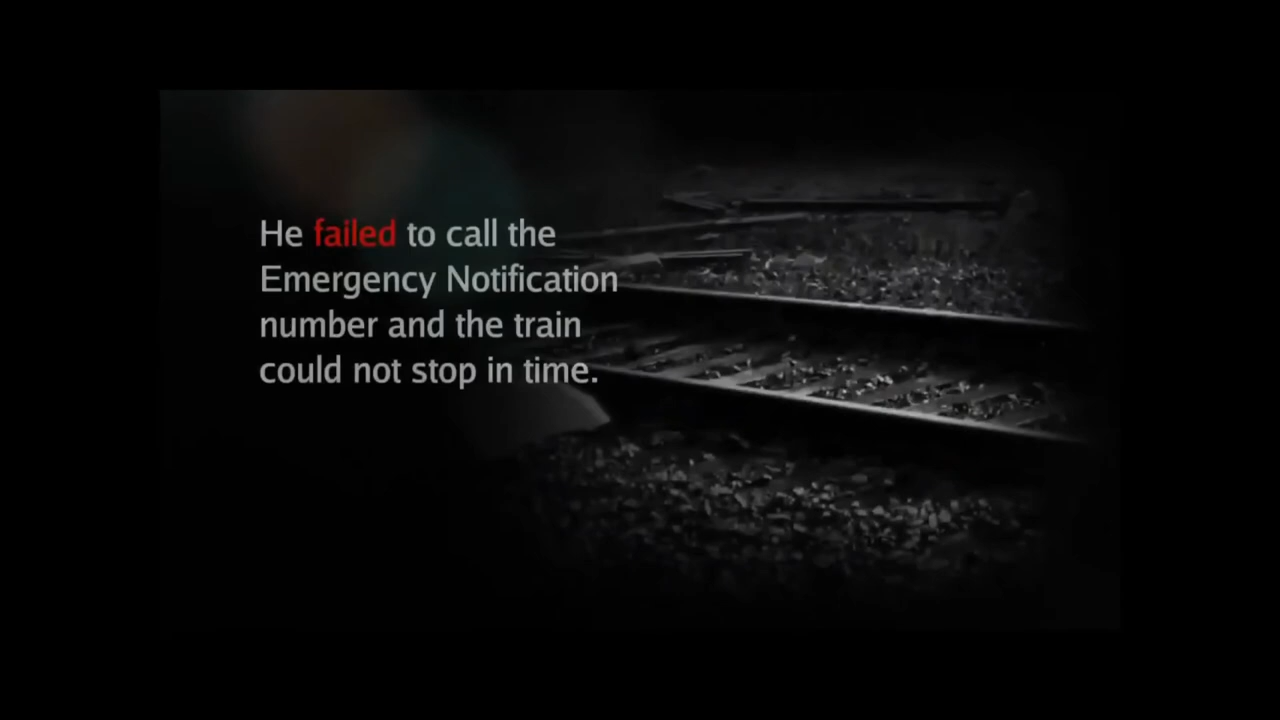 He failed to call the
Emergency Notification
number and the train
could not stop in time.